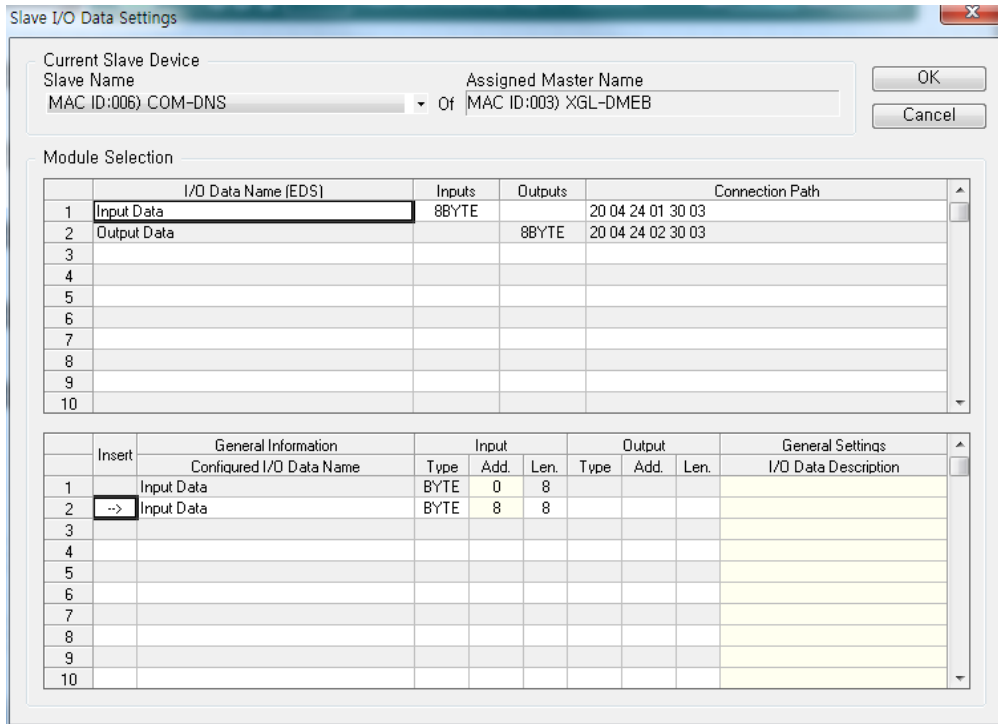 Slave I/O Data Settings
x
Current Slave Device
Slave Name Assigned Master Name
MAC ID:006) COM-DNS Of MAC ID:003) XGL-DMEB
OK
Cancel
Module Selection
I/O Data Name (EDS) Inputs Outputs Connection Path
1 Input Data 8BYTE 20 04 24 01 30 03
2 Output Data 8BYTE 20 04 24 02 30 03
3
4
5
6
7
8
9
10
Insert General Information Input Output General Settings
Configured I/O Data Name Type Add. Len. Type Add. Len. I/O Data Description
1 Input Data BYTE 0 8
2 --> Input Data BYTE 8 8
3
4
5
6
7
8
9
10